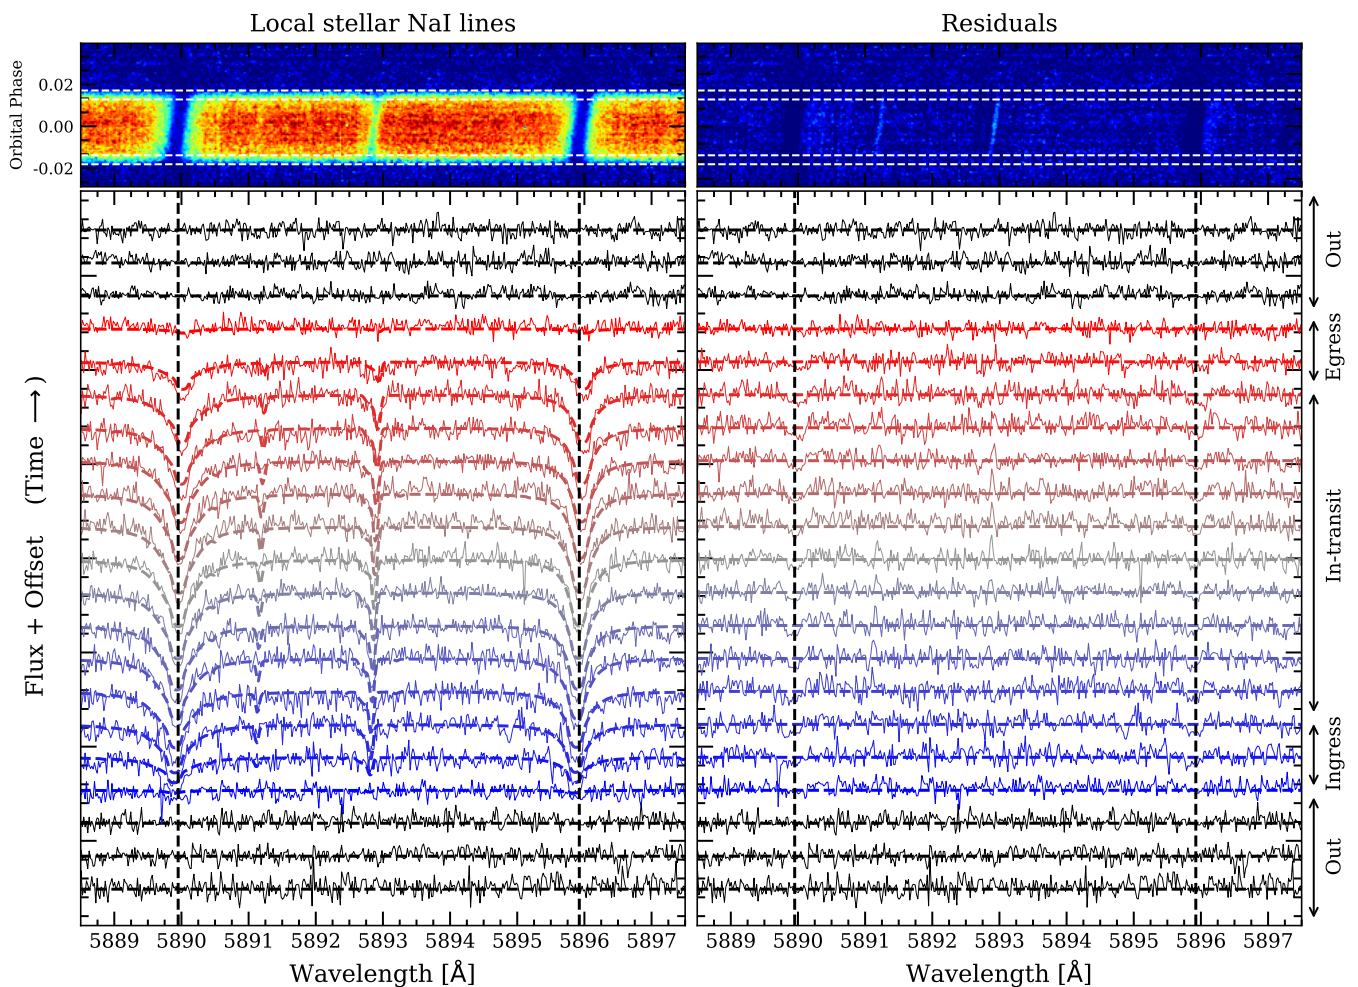 Local stellar NaI lines
Residuals
Orbital Phase
0.02
0.00
-0.02
Flux + Offset (Time ⟶)
Out
Egress
In-transit
Ingress
Out
5889 5890 5891 5892 5893 5894 5895 5896 5897
5889 5890 5891 5892 5893 5894 5895 5896 5897
Wavelength [Å]
Wavelength [Å]